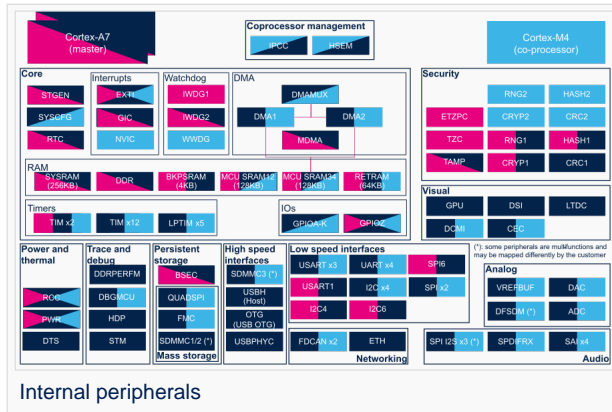 Cortex-A7
(master)
Coprocessor management
IPCC
HSEM
Cortex-M4
(co-processor)
Core
STGEN
SYSCFG
RTC
Interrupts
EXTI
GIC
NVIC
Watchdog
IWDG1
IWDG2
WWDG
DMA
DMAMUX
DMA1
DMA2
MDMA
RAM
SYSRAM
(256KB)
DDR
BKPSRAM
(4KB)
MCU SRAM12
(128KB)
MCU SRAM34
(128KB)
RETRAM
(64KB)
Timers
TIM x2
TIM x12
LPTIM x5
IOs
GPIOA-K
GPIOZ
Security
RNG2
HASH2
ETZPC
CRYP2
CRC2
TZC
RNG1
HASH1
TAMP
CRYP1
CRC1
Visual
GPU
DSI
LTDC
DCMI
CEC
(*): some peripherals are multifunctions and
may be mapped differently by the customer
Power and
thermal
RCC
PWR
DTS
Trace and
debug
DDRPERFM
DBGMCU
HDP
STM
Persistent
storage
BSEC
QUADSPI
FMC
SDMMC1/2 (*)
Mass storage
High speed
interfaces
SDMMC3 (*)
USBH
(Host)
OTG
(USB OTG)
USBPHYC
Low speed interfaces
USART x3
UART x4
SPI6
USART1
I2C x4
SPI x2
I2C4
I2C6
FDCAN x2
ETH
Networking
Analog
VREFBUF
DAC
DFSDM (*)
ADC
SPI I2S x3 (*)
SPDIFRX
SAI x4
Audio
Internal peripherals